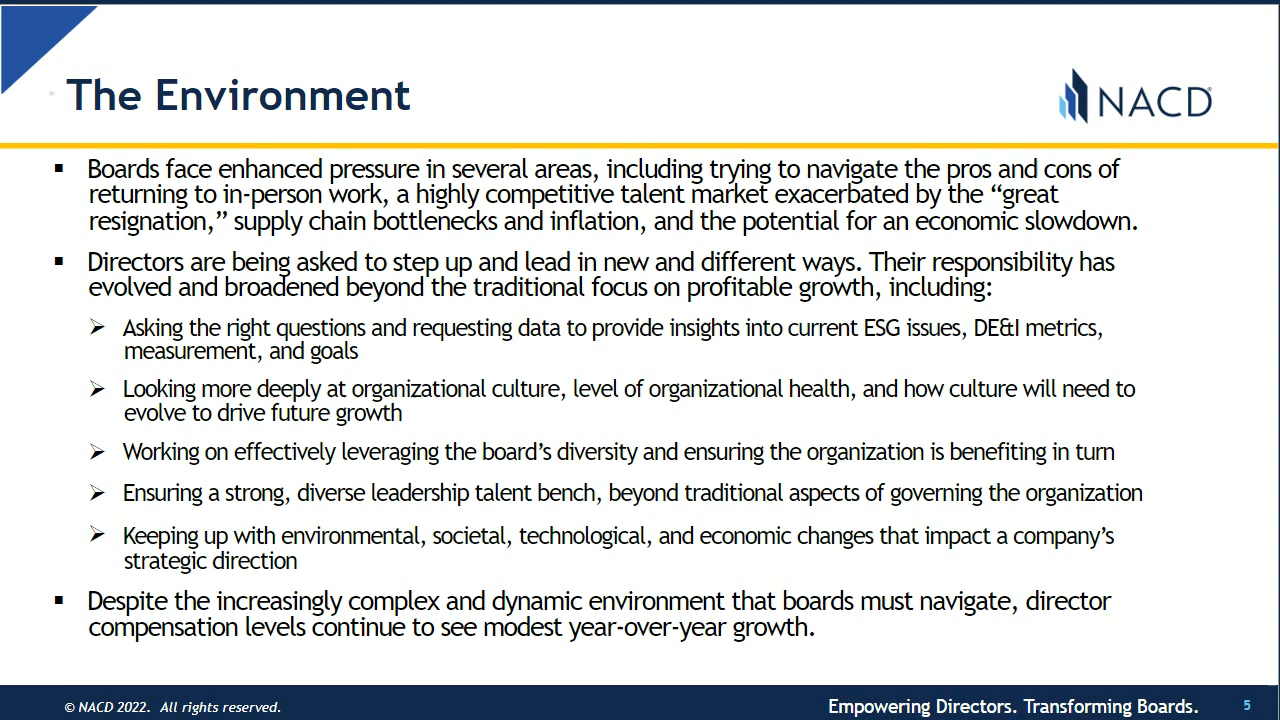 The Environment
NACD
▪ Boards face enhanced pressure in several areas, including trying to navigate the pros and cons of
returning to in-person work, a highly competitive talent market exacerbated by the “great
resignation,” supply chain bottlenecks and inflation, and the potential for an economic slowdown.
▪ Directors are being asked to step up and lead in new and different ways. Their responsibility has
evolved and broadened beyond the traditional focus on profitable growth, including:
➢ Asking the right questions and requesting data to provide insights into current ESG issues, DE&I metrics,
measurement, and goals
➢ Looking more deeply at organizational culture, level of organizational health, and how culture will need to
evolve to drive future growth
➢ Working on effectively leveraging the board’s diversity and ensuring the organization is benefiting in turn
➢ Ensuring a strong, diverse leadership talent bench, beyond traditional aspects of governing the organization
➢ Keeping up with environmental, societal, technological, and economic changes that impact a company’s
strategic direction
▪ Despite the increasingly complex and dynamic environment that boards must navigate, director
compensation levels continue to see modest year-over-year growth.
© NACD 2022. All rights reserved.
Empowering Directors. Transforming Boards.
5